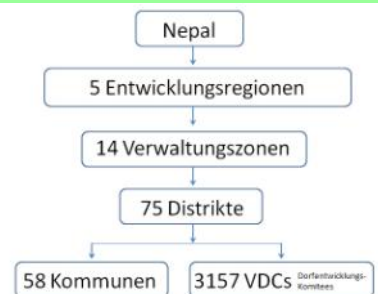 Nepal
5 Entwicklungsregionen
14 Verwaltungszonen
75 Distrikte
58 Kommunen
3157 VDCs Dorfentwicklungs-
Komitees